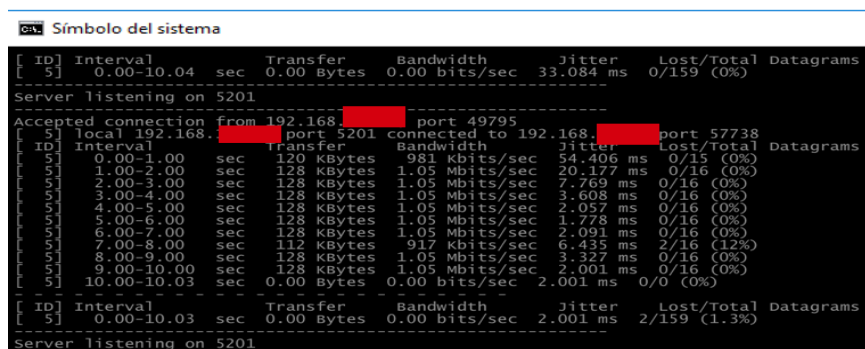 Símbolo del sistema
[ ID] Interval Transfer Bandwidth Jitter Lost/Total Datagrams
[ 5] 0.00-10.04 sec 0.00 Bytes 0.00 bits/sec 33.084 ms 0/159 (0%)
-----------------------------------------------------------
Server listening on 5201
-----------------------------------------------------------
Accepted connection from 192.168. port 49795
[ 5] local 192.168. port 5201 connected to 192.168. port 57738
[ ID] Interval Transfer Bandwidth Jitter Lost/Total Datagrams
[ 5] 0.00-1.00 sec 120 KBytes 981 Kbits/sec 54.406 ms 0/15 (0%)
[ 5] 1.00-2.00 sec 128 KBytes 1.05 Mbits/sec 20.177 ms 0/16 (0%)
[ 5] 2.00-3.00 sec 128 KBytes 1.05 Mbits/sec 7.769 ms 0/16 (0%)
[ 5] 3.00-4.00 sec 128 KBytes 1.05 Mbits/sec 3.608 ms 0/16 (0%)
[ 5] 4.00-5.00 sec 128 KBytes 1.05 Mbits/sec 2.057 ms 0/16 (0%)
[ 5] 5.00-6.00 sec 128 KBytes 1.05 Mbits/sec 1.778 ms 0/16 (0%)
[ 5] 6.00-7.00 sec 128 KBytes 1.05 Mbits/sec 2.091 ms 0/16 (0%)
[ 5] 7.00-8.00 sec 112 KBytes 917 Kbits/sec 6.435 ms 2/16 (12%)
[ 5] 8.00-9.00 sec 128 KBytes 1.05 Mbits/sec 3.327 ms 0/16 (0%)
[ 5] 9.00-10.00 sec 128 KBytes 1.05 Mbits/sec 2.001 ms 0/16 (0%)
[ 5] 10.00-10.03 sec 0.00 Bytes 0.00 bits/sec 2.001 ms 0/0 (0%)
- - - - - - - - - - - - - - - - - - - - - - - - -
[ ID] Interval Transfer Bandwidth Jitter Lost/Total Datagrams
[ 5] 0.00-10.03 sec 0.00 Bytes 0.00 bits/sec 2.001 ms 2/159 (1.3%)
-----------------------------------------------------------
Server listening on 5201